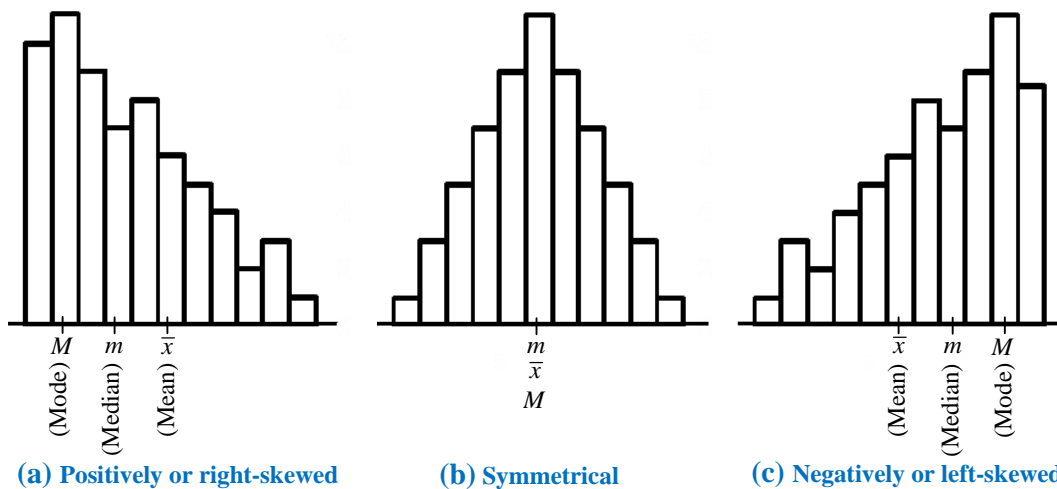 M m x̄
(Mode) (Median) (Mean)
m
x̄
M
x̄ m M
(Mean) (Median) (Mode)
(a) Positively or right-skewed
(b) Symmetrical
(c) Negatively or left-skewed